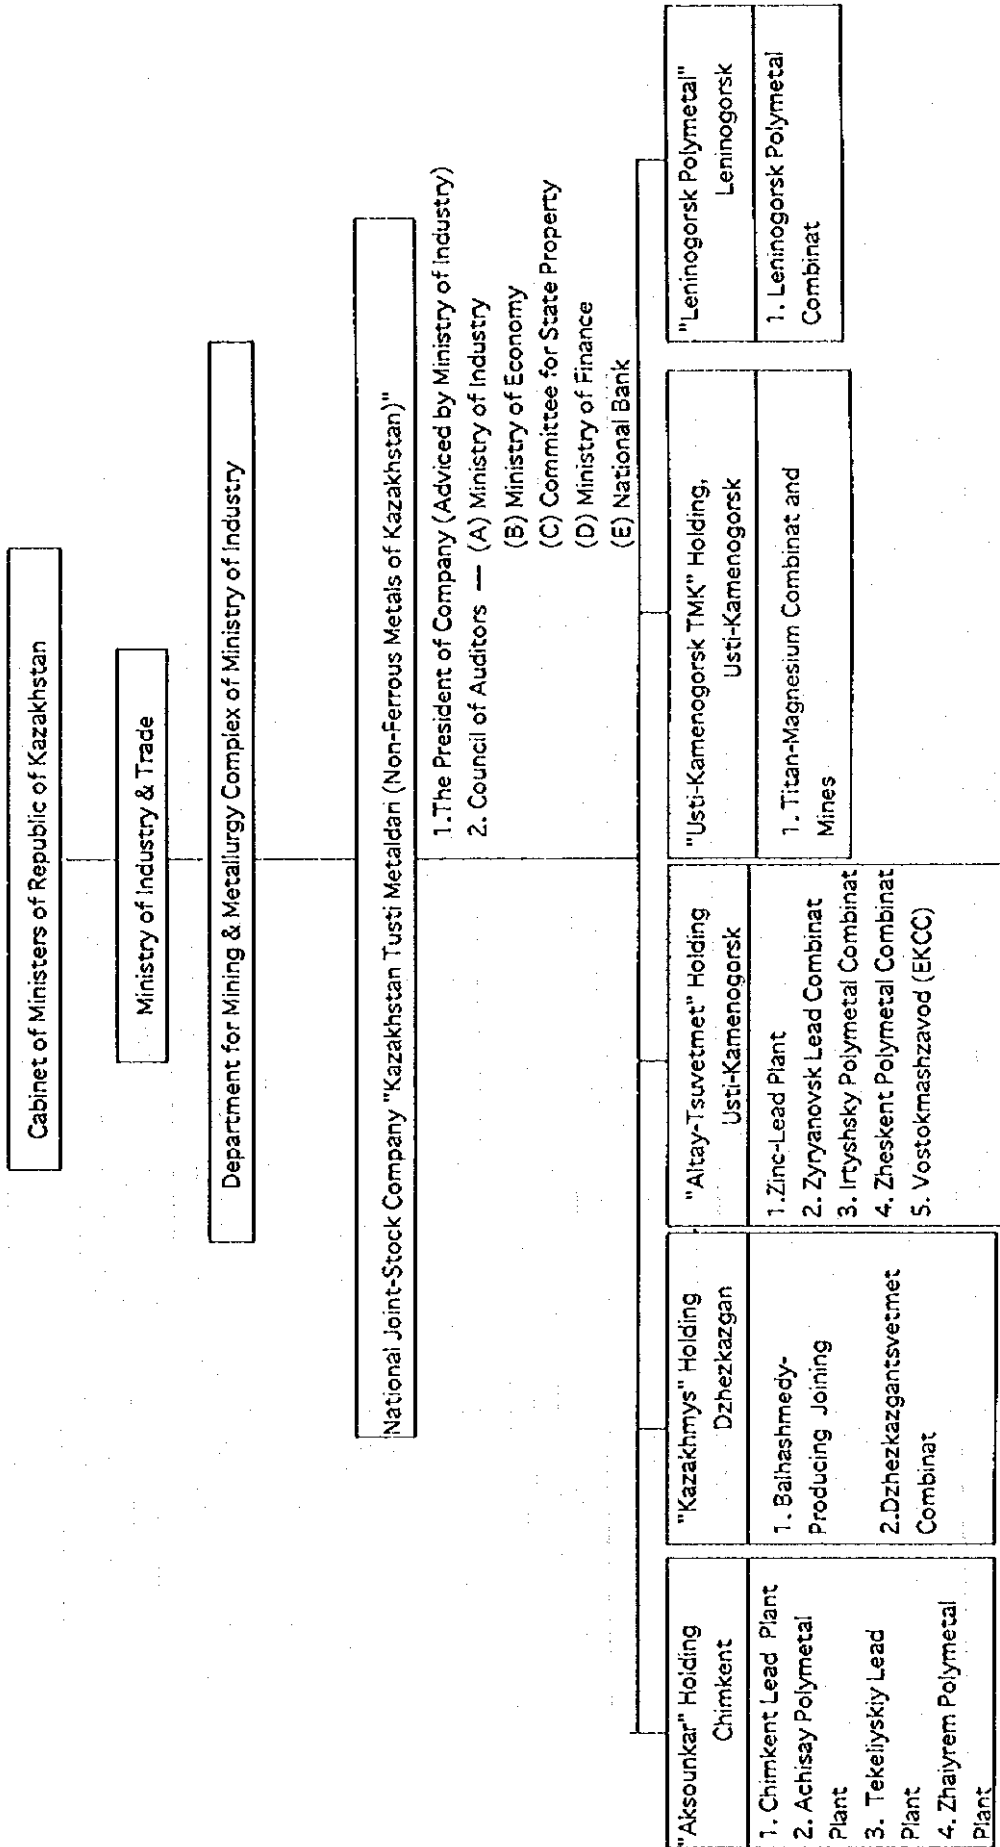 Cabinet of Ministers of Republic of Kazakhstan
Ministry of Industry & Trade
Department for Mining & Metallurgy Complex of Ministry of Industry
National Joint-Stock Company "Kazakhstan Tusti Metaldari (Non-Ferrous Metals of Kazakhstan)"
1.The President of Company (Adviced by Ministry of Industry)
2. Council of Auditors — (A) Ministry of Industry
(B) Ministry of Economy
(C) Committee for State Property
(D) Ministry of Finance
(E) National Bank
"Aksounkar" Holding
Chimkent
1. Chimkent Lead Plant
2. Achisay Polymetal
Plant
3. Tekeliyskiy Lead
Plant
4. Zhaiyrem Polymetal
Plant
"Kazakhmys" Holding
Dzhezkazgan
1. Balhashmedy-
Producing Joining
2.Dzhezkazgantsvetmet
Combinat
"Altay-Tsuvetmet" Holding
Usti-Kamenogorsk
1.Zinc-Lead Plant
2. Zyryanovsk Lead Combinat
3. Irtyshsky Polymetal Combinat
4. Zheskent Polymetal Combinat
5. Vostokmashzavod (EKCC)
"Usti-Kamenogorsk TMK" Holding,
Usti-Kamenogorsk
1. Titan-Magnesium Combinat and
Mines
"Leninogorsk Polymetal"
Leninogorsk
1. Leninogorsk Polymetal
Combinat